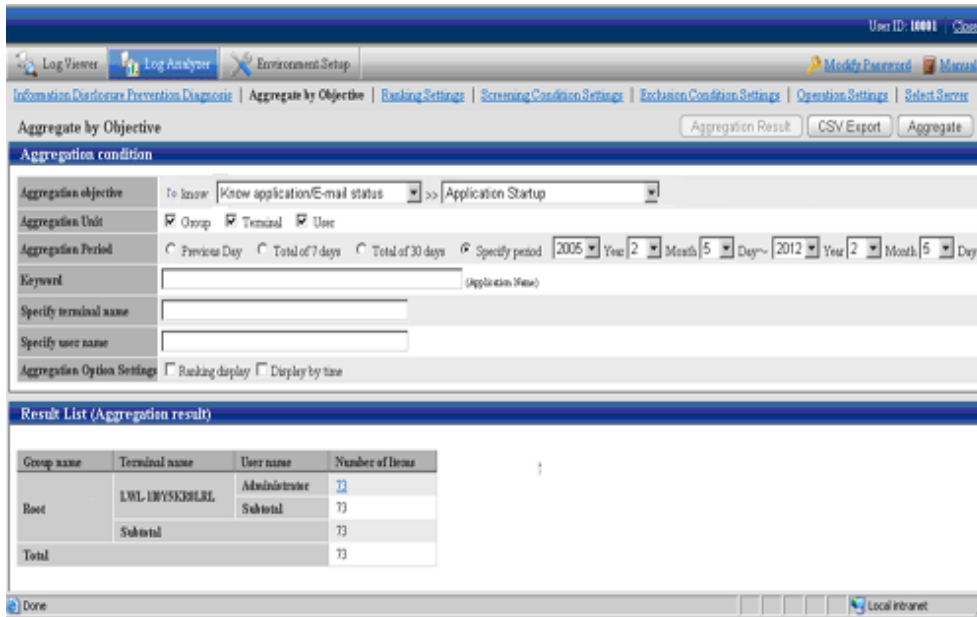 User ID: 10001 | Close
Log Viewer Log Analyzer Environment Setup Modify Password Manual
Information Disclosure Prevention Diagnosis | Aggregate by Objective | Ranking Settings | Screening Condition Settings | Exclusion Condition Settings | Operation Settings | Select Server
Aggregate by Objective Aggregation Result CSV Export Aggregate
Aggregation condition
Aggregation objective To know Know application/E-mail status >> Application Startup
Aggregation Unit Group Terminal User
Aggregation Period Previous Day Total of 7 days Total of 30 days Specify period 2005 Year 2 Month 5 Day~ 2012 Year 2 Month 5 Day
Keyword (Application Name)
Specify terminal name
Specify user name
Aggregation Option Settings Ranking display Display by time
Result List (Aggregation result)
Group name Terminal name User name Number of Items
Administrator 73
Root
Subtotal 73
Subtotal 73
Total 73
Done Local intranet